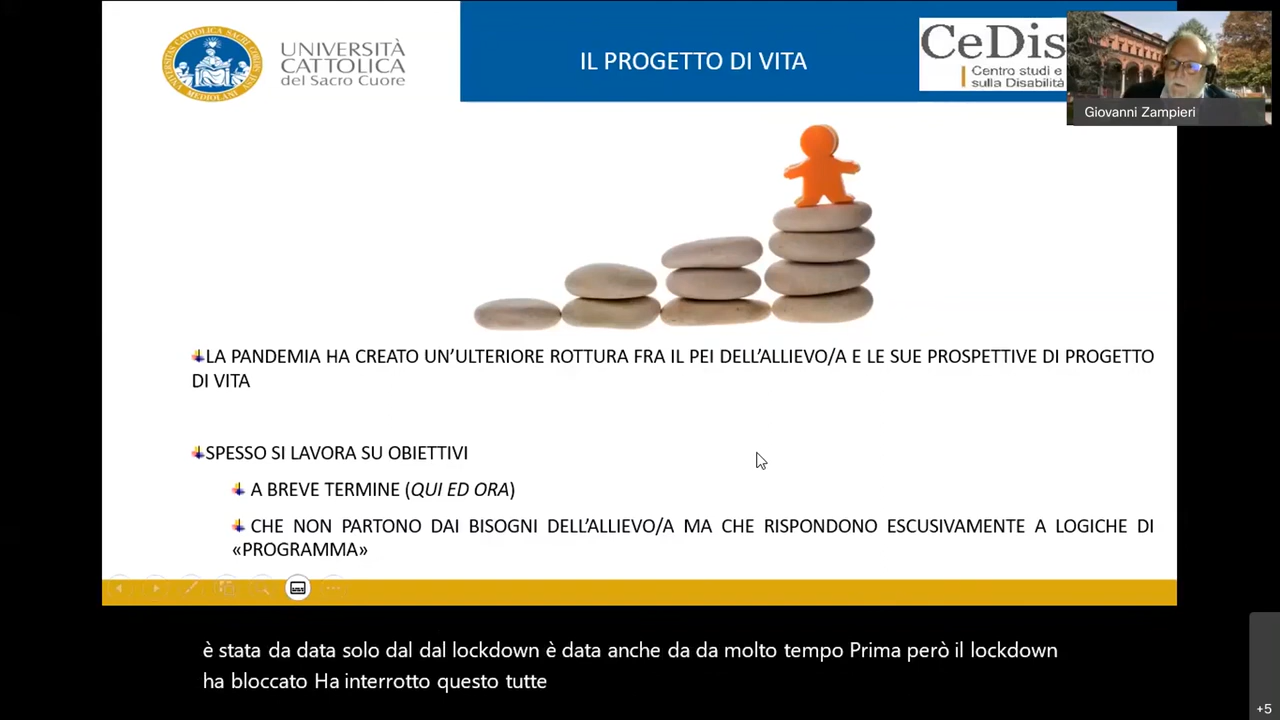 UNIVERSITÀ
CATTOLICA
del Sacro Cuore
IL PROGETTO DI VITA
CeDis
Centro studi e
sulla Disabilità
Giovanni Zampieri
LA PANDEMIA HA CREATO UN’ULTERIORE ROTTURA FRA IL PEI DELL’ALLIEVO/A E LE SUE PROSPETTIVE DI PROGETTO
DI VITA
SPESSO SI LAVORA SU OBIETTIVI
A BREVE TERMINE (QUI ED ORA)
CHE NON PARTONO DAI BISOGNI DELL’ALLIEVO/A MA CHE RISPONDONO ESCUSIVAMENTE A LOGICHE DI
«PROGRAMMA»
è stata da data solo dal dal lockdown è data anche da da molto tempo Prima però il lockdown
ha bloccato Ha interrotto questo tutte
+5